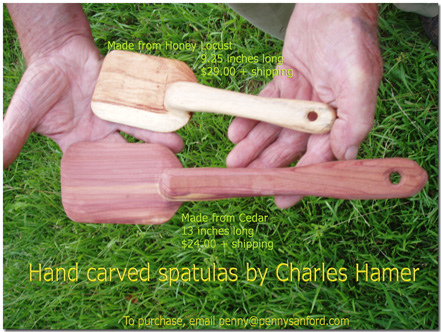 Made from Honey Locust
9.25 inches long
$29.00 + shipping
Made from Cedar
13 inches long
$24.00 + shipping
Hand carved spatulas by Charles Hamer
To purchase, email penny@pennysanford.com